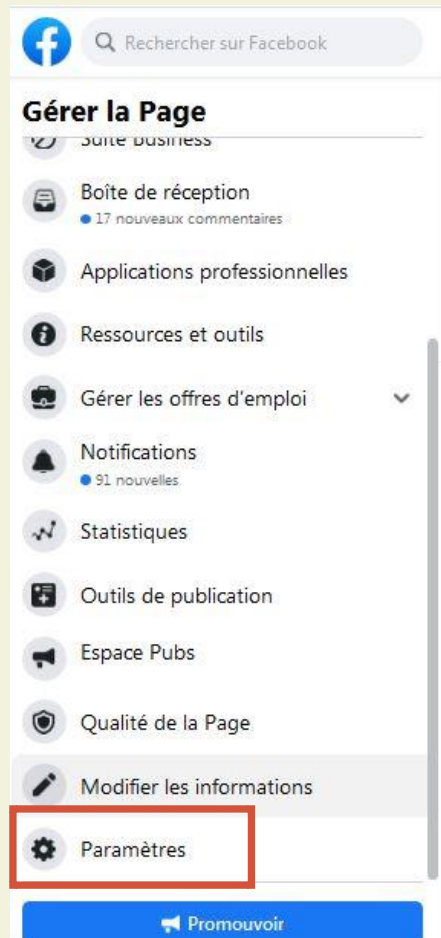 Rechercher sur Facebook
Gérer la Page
Suite business
Boîte de réception
17 nouveaux commentaires
Applications professionnelles
Ressources et outils
Gérer les offres d'emploi
Notifications
91 nouvelles
Statistiques
Outils de publication
Espace Pubs
Qualité de la Page
Modifier les informations
Paramètres
Promouvoir